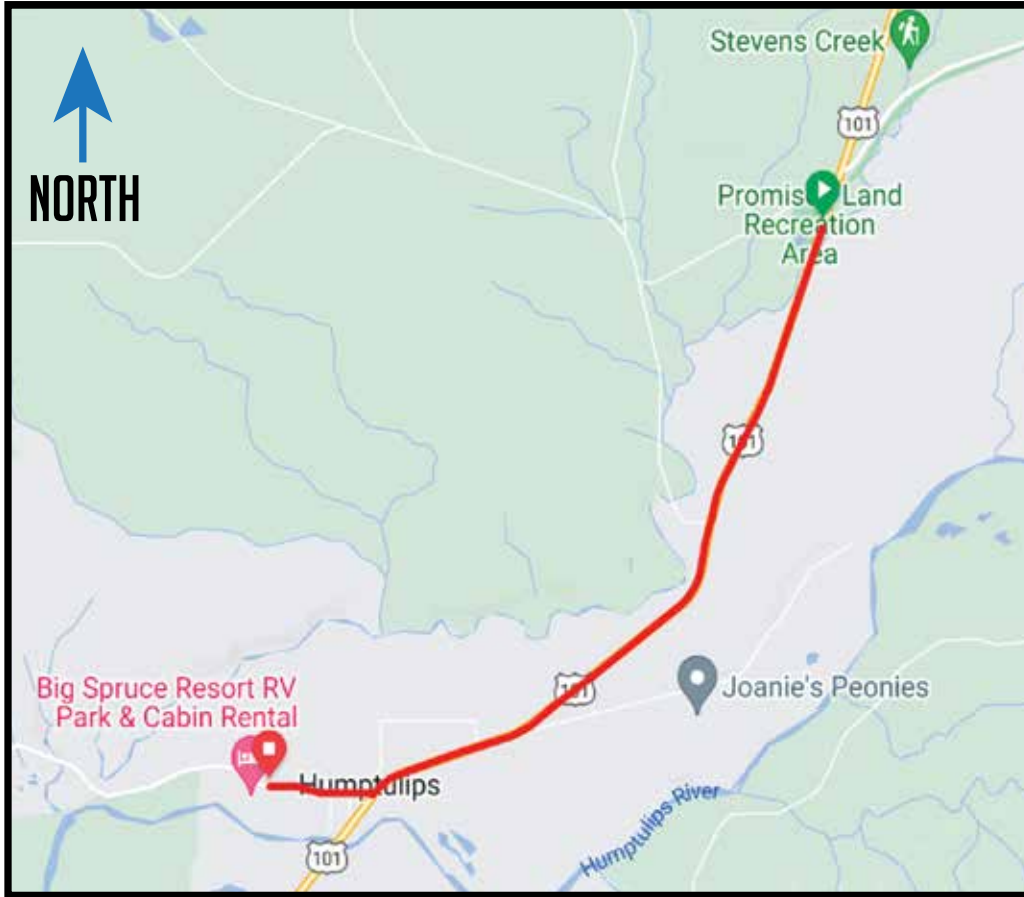 Stevens Creek
101
NORTH
Promised Land
Recreation
Area
101
Big Spruce Resort RV
Park & Cabin Rental
101
Joanie's Peonies
Humptulips
Humptulips River
101